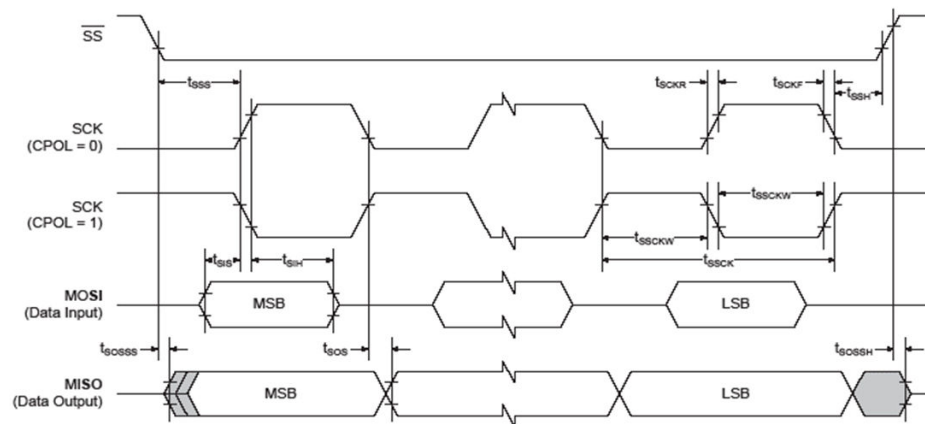 SS
tSSS
tSCKR
tSCKF
tSSH
SCK
(CPOL = 0)
SCK
(CPOL = 1)
tSSCKW
tSSCKW
tSIS
tSIH
tSSCK
MOSI
(Data Input)
MSB
LSB
tSOSSS
tSOS
tSOSSH
MISO
(Data Output)
MSB
LSB